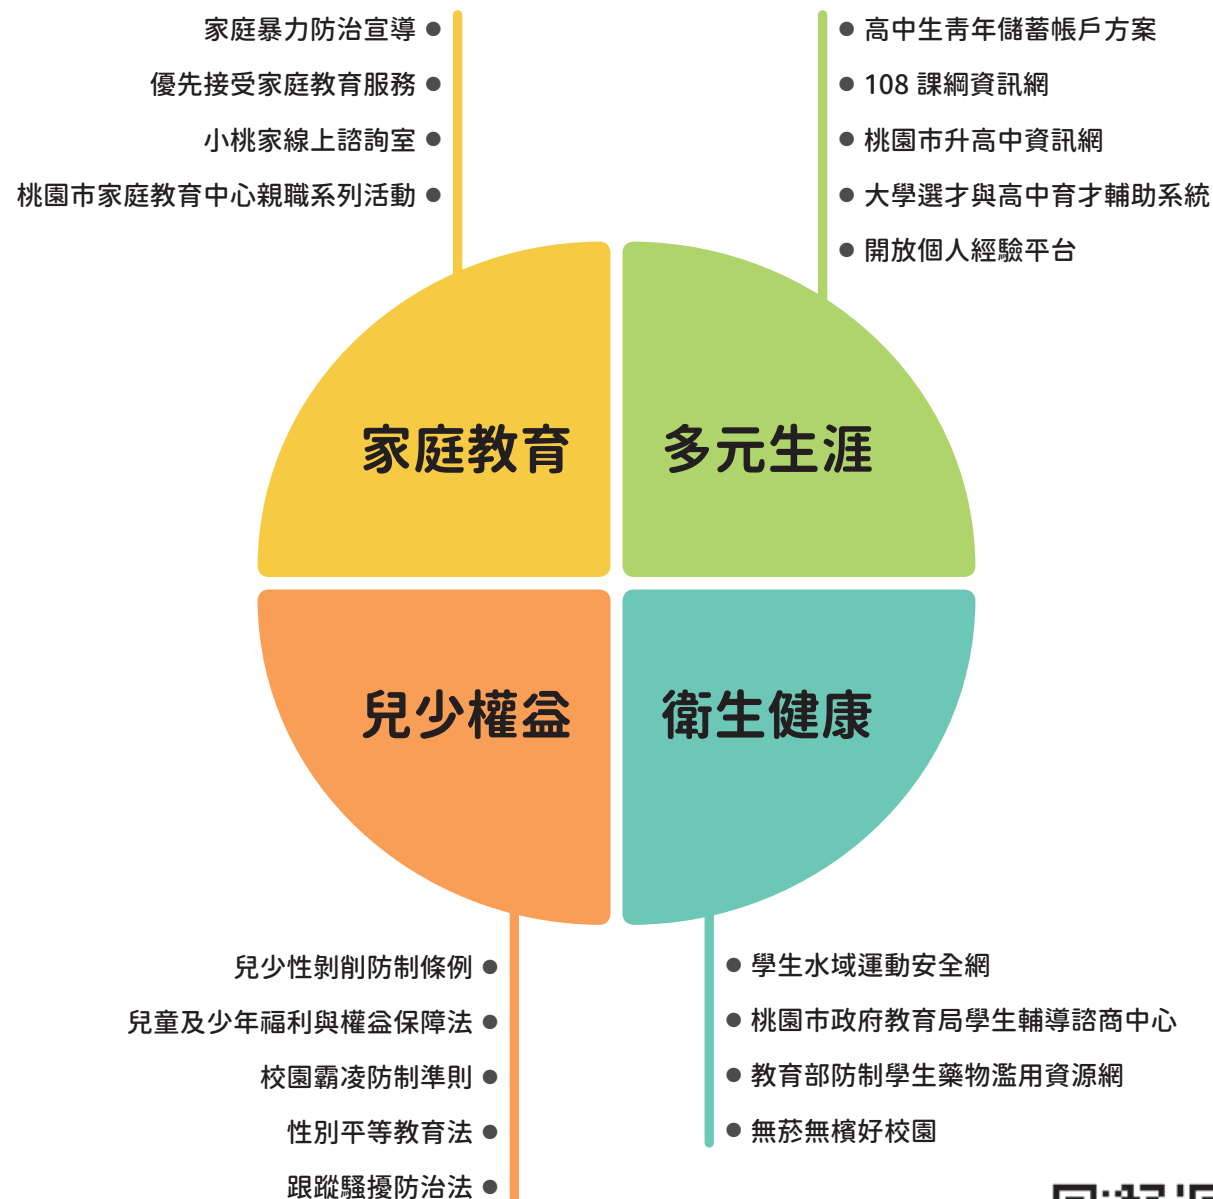 家庭暴力防治宣導
優先接受家庭教育服務
小桃家線上諮詢室
桃園市家庭教育中心親職系列活動
高中生青年儲蓄帳戶方案
108 課綱資訊網
桃園市升高中資訊網
大學選才與高中育才輔助系統
開放個人經驗平台
家庭教育
多元生涯
兒少權益
衛生健康
兒少性剝削防制條例
兒童及少年福利與權益保障法
校園霸凌防制準則
性別平等教育法
跟蹤騷擾防治法
學生水域運動安全網
桃園市政府教育局學生輔導諮商中心
教育部防制學生藥物濫用資源網
無菸無檳好校園